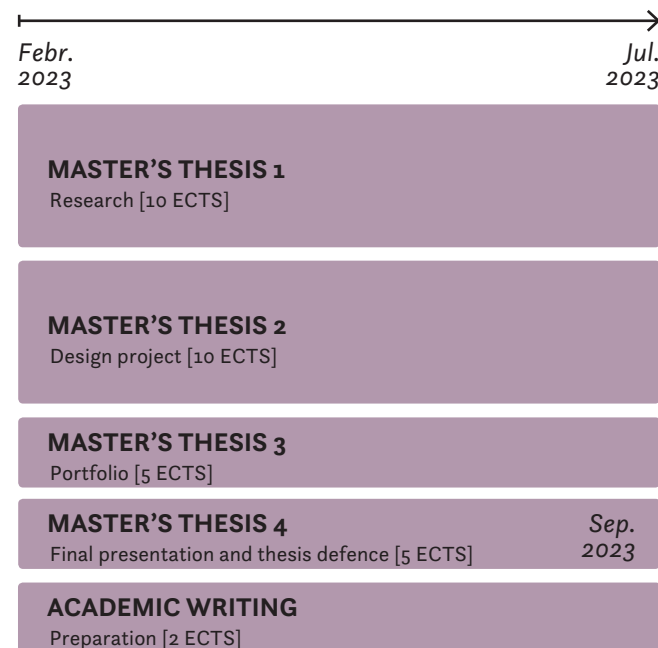 Febr.
2023
Jul.
2023
MASTER’S THESIS 1
Research [10 ECTS]
MASTER’S THESIS 2
Design project [10 ECTS]
MASTER’S THESIS 3
Portfolio [5 ECTS]
MASTER’S THESIS 4
Final presentation and thesis defence [5 ECTS]
Sep.
2023
ACADEMIC WRITING
Preparation [2 ECTS]